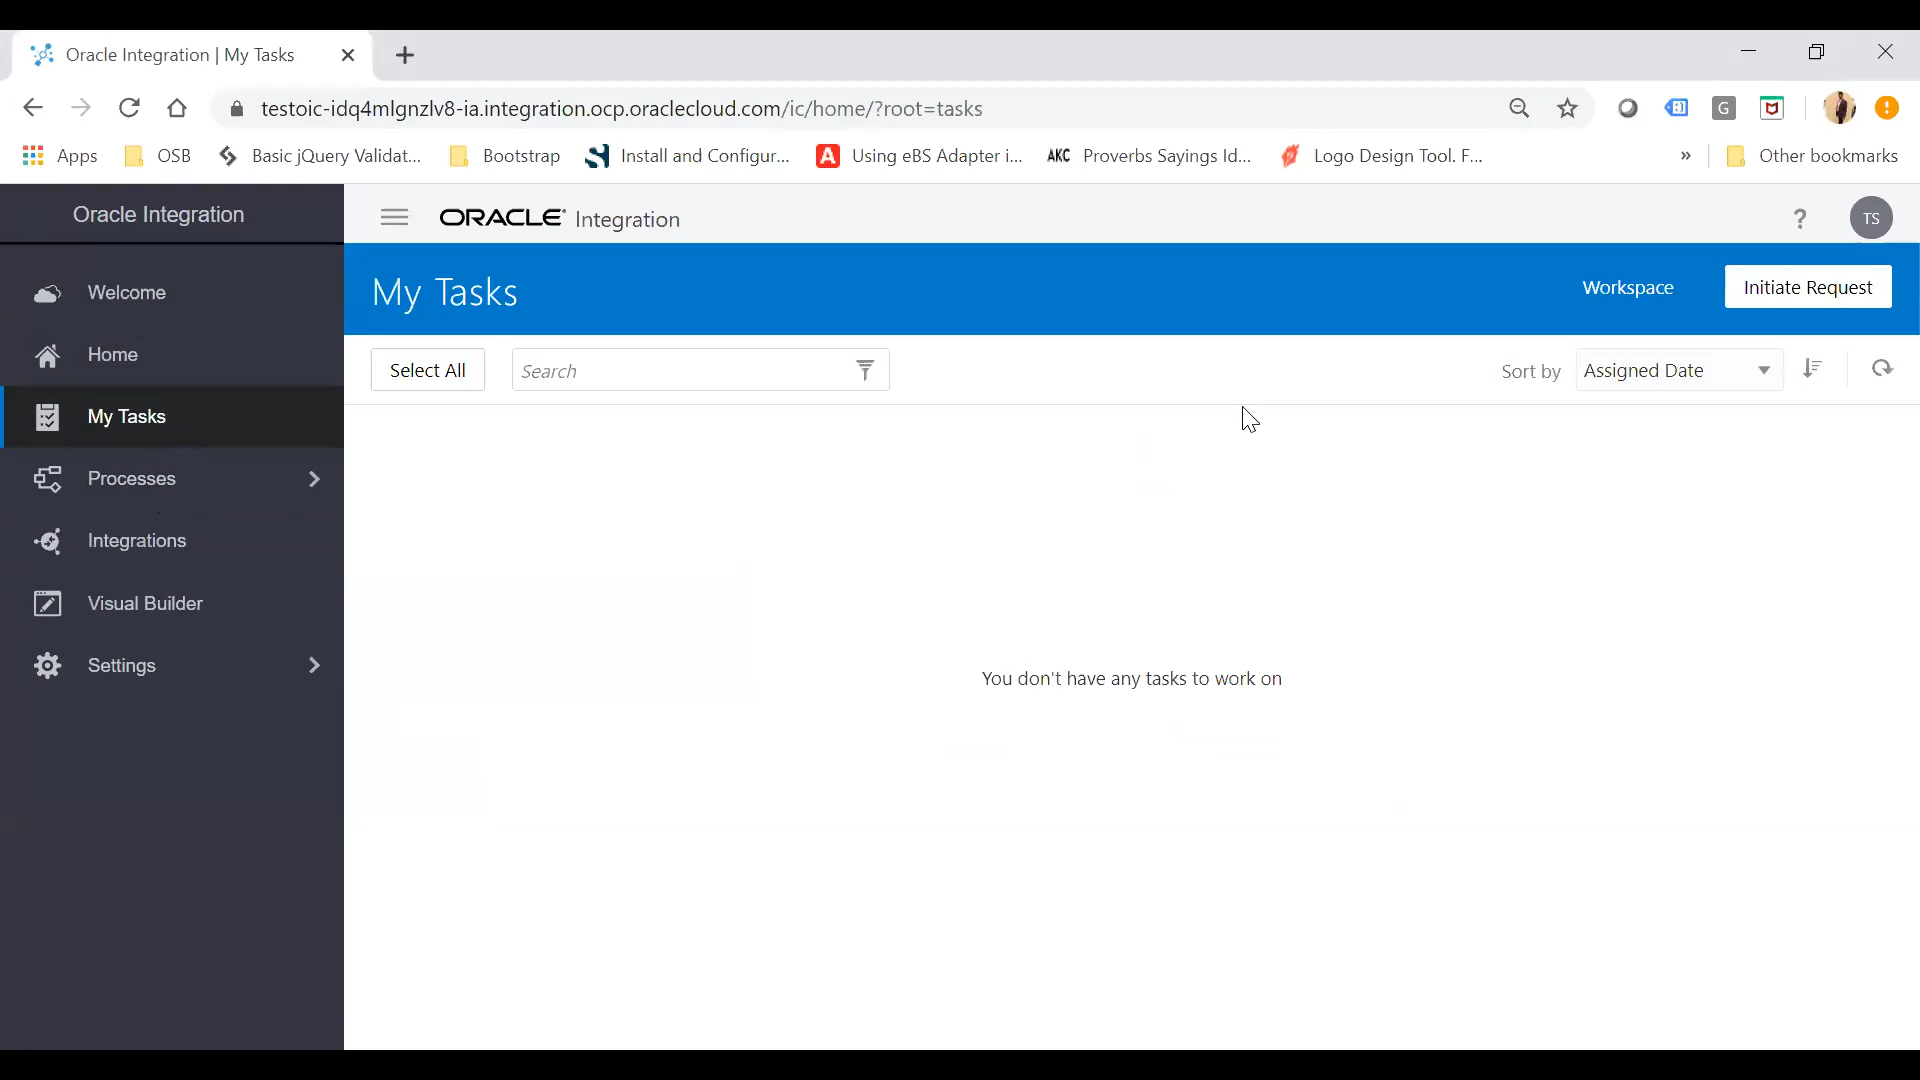 Oracle Integration | My Tasks
testoic-idq4mlgnzlv8-ia.integration.ocp.oraclecloud.com/ic/home/?root=tasks
G
Apps OSB Basic jQuery Validat... Bootstrap Install and Configur... A Using eBS Adapter i... AKC Proverbs Sayings Id... Logo Design Tool. F... » Other bookmarks
Oracle Integration
ORACLE® Integration
?
TS
Welcome
Home
My Tasks
Processes
Integrations
Visual Builder
Settings
My Tasks
Workspace
Initiate Request
Select All
Search
Sort by Assigned Date
You don't have any tasks to work on